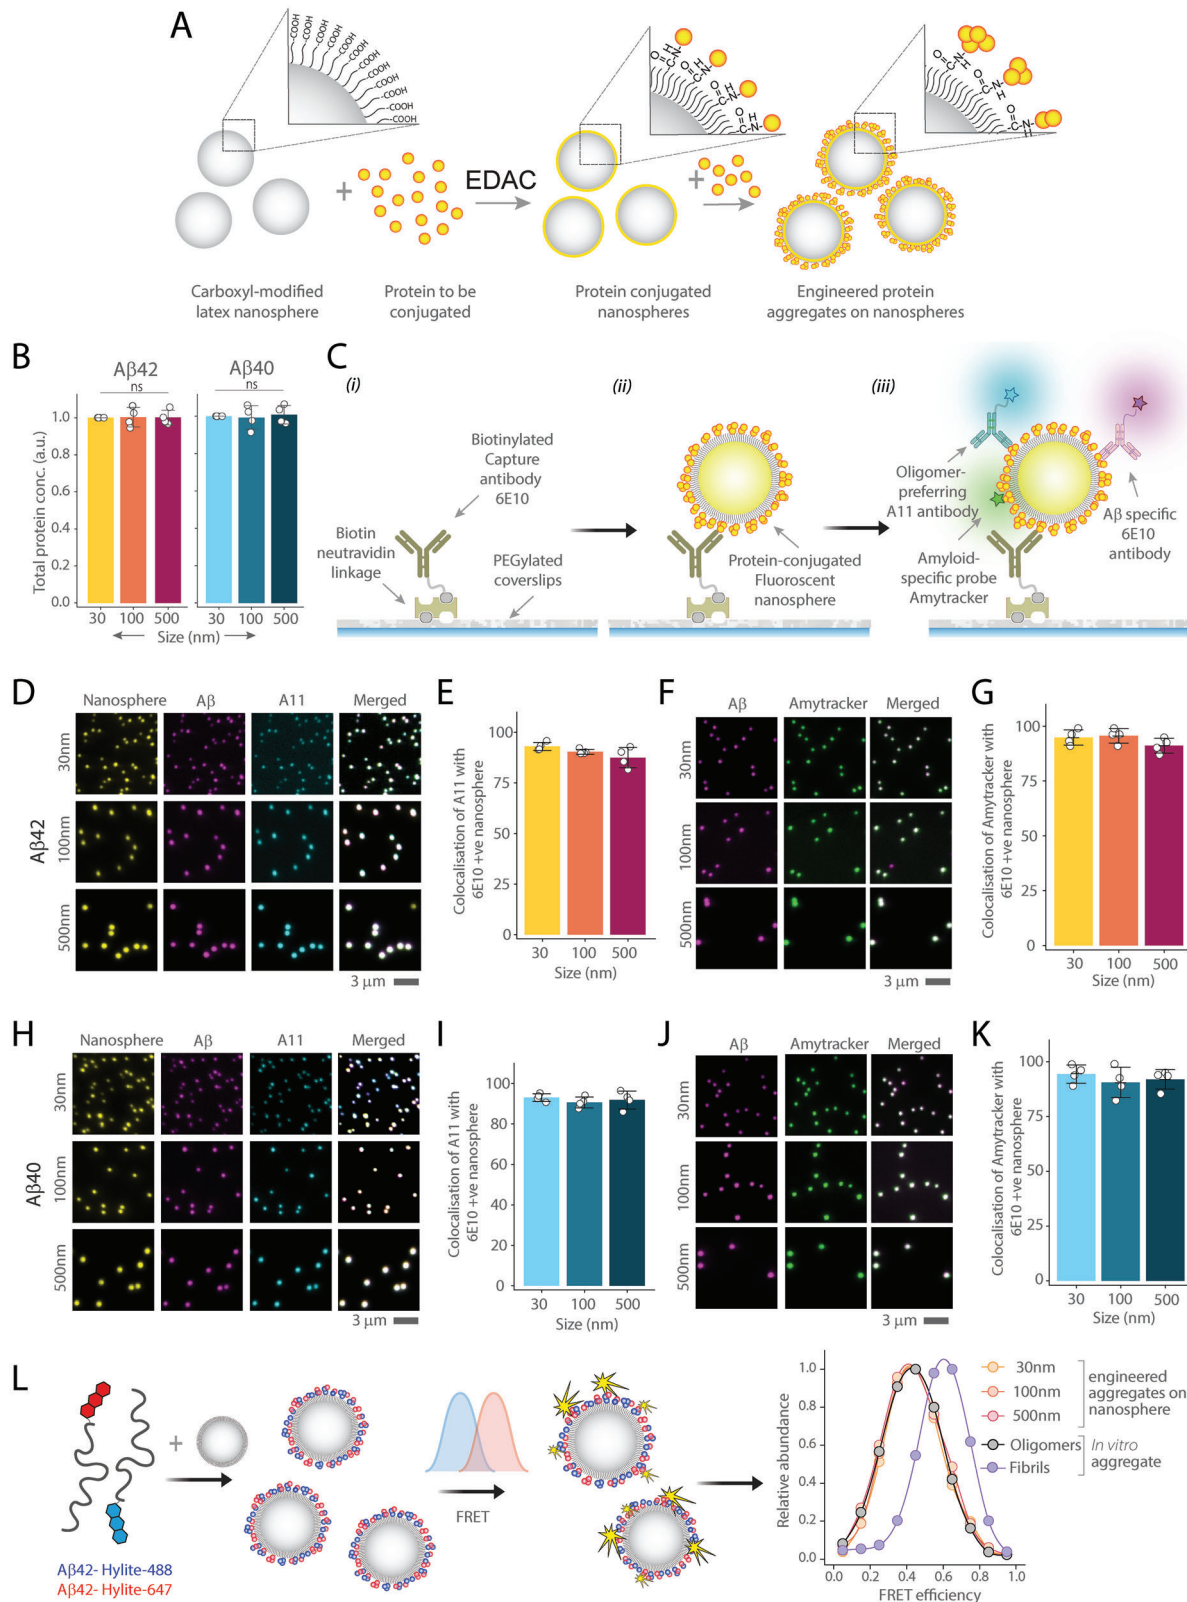 A
-COOH
-COOH
-COOH
-COOH
-COOH
-COOH
-COOH
-COOH
-COOH
-COOH
O
C
N
H
O
C
N
H
O
C
N
H
O
C-N
H
O
C
N
H
O
C
N
H
O
C-N
H
+
EDAC
+
Carboxyl-modified
latex nanosphere
Protein to be
conjugated
Protein conjugated
nanospheres
Engineered protein
aggregates on nanospheres
B
Aβ42
Aβ40
ns
ns
Total protein conc. (a.u.)
1.0
0.8
0.6
0.4
0.2
0.0
30 100 500
30 100 500
Size (nm)
C
(i)
(ii)
(iii)
Biotinylated
Capture
antibody
6E10
Biotin
neutravidin
linkage
PEGylated
coverslips
Protein-conjugated
Fluoroscent
nanosphere
Oligomer-
preferring
A11 antibody
Amyloid-
specific probe
Amytracker
Aβ specific
6E10
antibody
D
Nanosphere Aβ A11 Merged
Aβ42
30nm
100nm
500nm
3 μm
E
Colocalisation of A11 with
6E10 +ve nanosphere
100
75
50
25
0
30 100 500
Size (nm)
F
Aβ Amytracker Merged
30nm
100nm
500nm
3 μm
G
Colocalisation of Amytracker with
6E10 +ve nanosphere
100
75
50
25
0
30 100 500
Size (nm)
H
Nanosphere Aβ A11 Merged
Aβ40
30nm
100nm
500nm
3 μm
I
Colocalisation of A11 with
6E10 +ve nanosphere
100
80
60
40
20
0
30 100 500
Size (nm)
J
Aβ Amytracker Merged
30nm
100nm
500nm
3 μm
K
Colocalisation of Amytracker with
6E10 +ve nanosphere
100
75
50
25
0
30 100 500
Size (nm)
L
+
FRET
Aβ42- Hylite-488
Aβ42- Hylite-647
Relative abundance
1.0
0.8
0.6
0.4
0.2
0.0
0.0 0.2 0.4 0.6 0.8 1.0
FRET efficiency
30nm
100nm
500nm
engineered
aggregates on
nanosphere
Oligomers
Fibrils
In vitro
aggregate